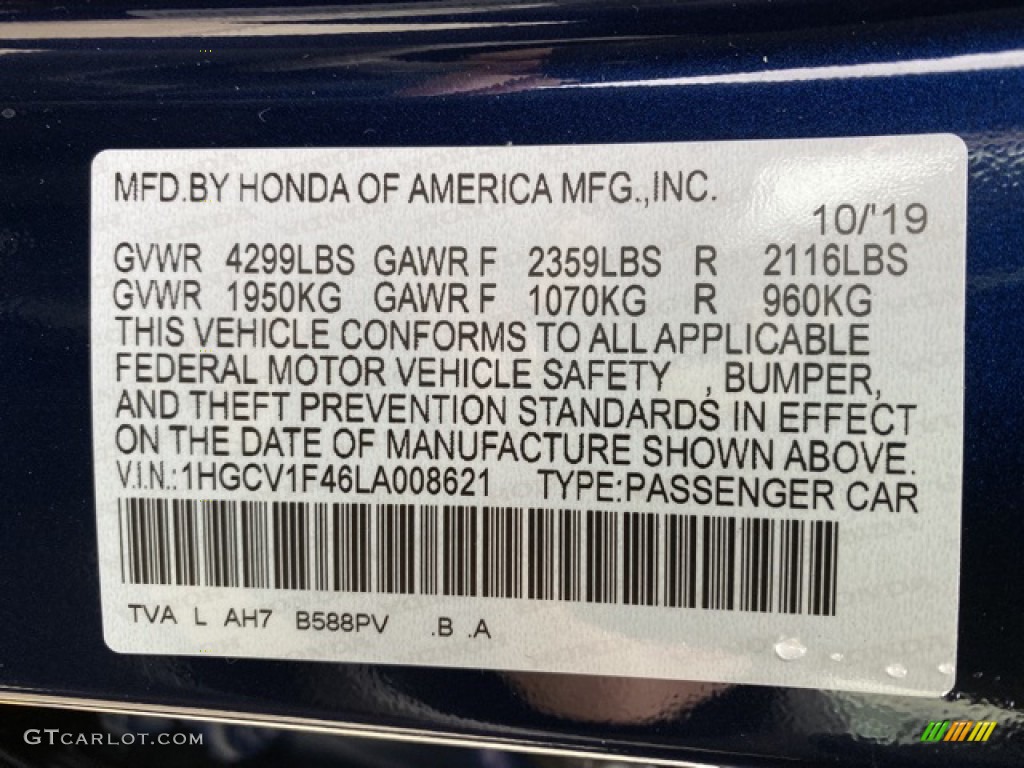 MFD.BY HONDA OF AMERICA MFG.,INC.
10/'19
GVWR 4299LBS GAWR F 2359LBS R 2116LBS
GVWR 1950KG GAWR F 1070KG R 960KG
THIS VEHICLE CONFORMS TO ALL APPLICABLE
FEDERAL MOTOR VEHICLE SAFETY , BUMPER,
AND THEFT PREVENTION STANDARDS IN EFFECT
ON THE DATE OF MANUFACTURE SHOWN ABOVE.
V.I.N.:1HGCV1F46LA008621 TYPE:PASSENGER CAR
TVA L AH7 B588PV .B .A
GTCARLOT.COM